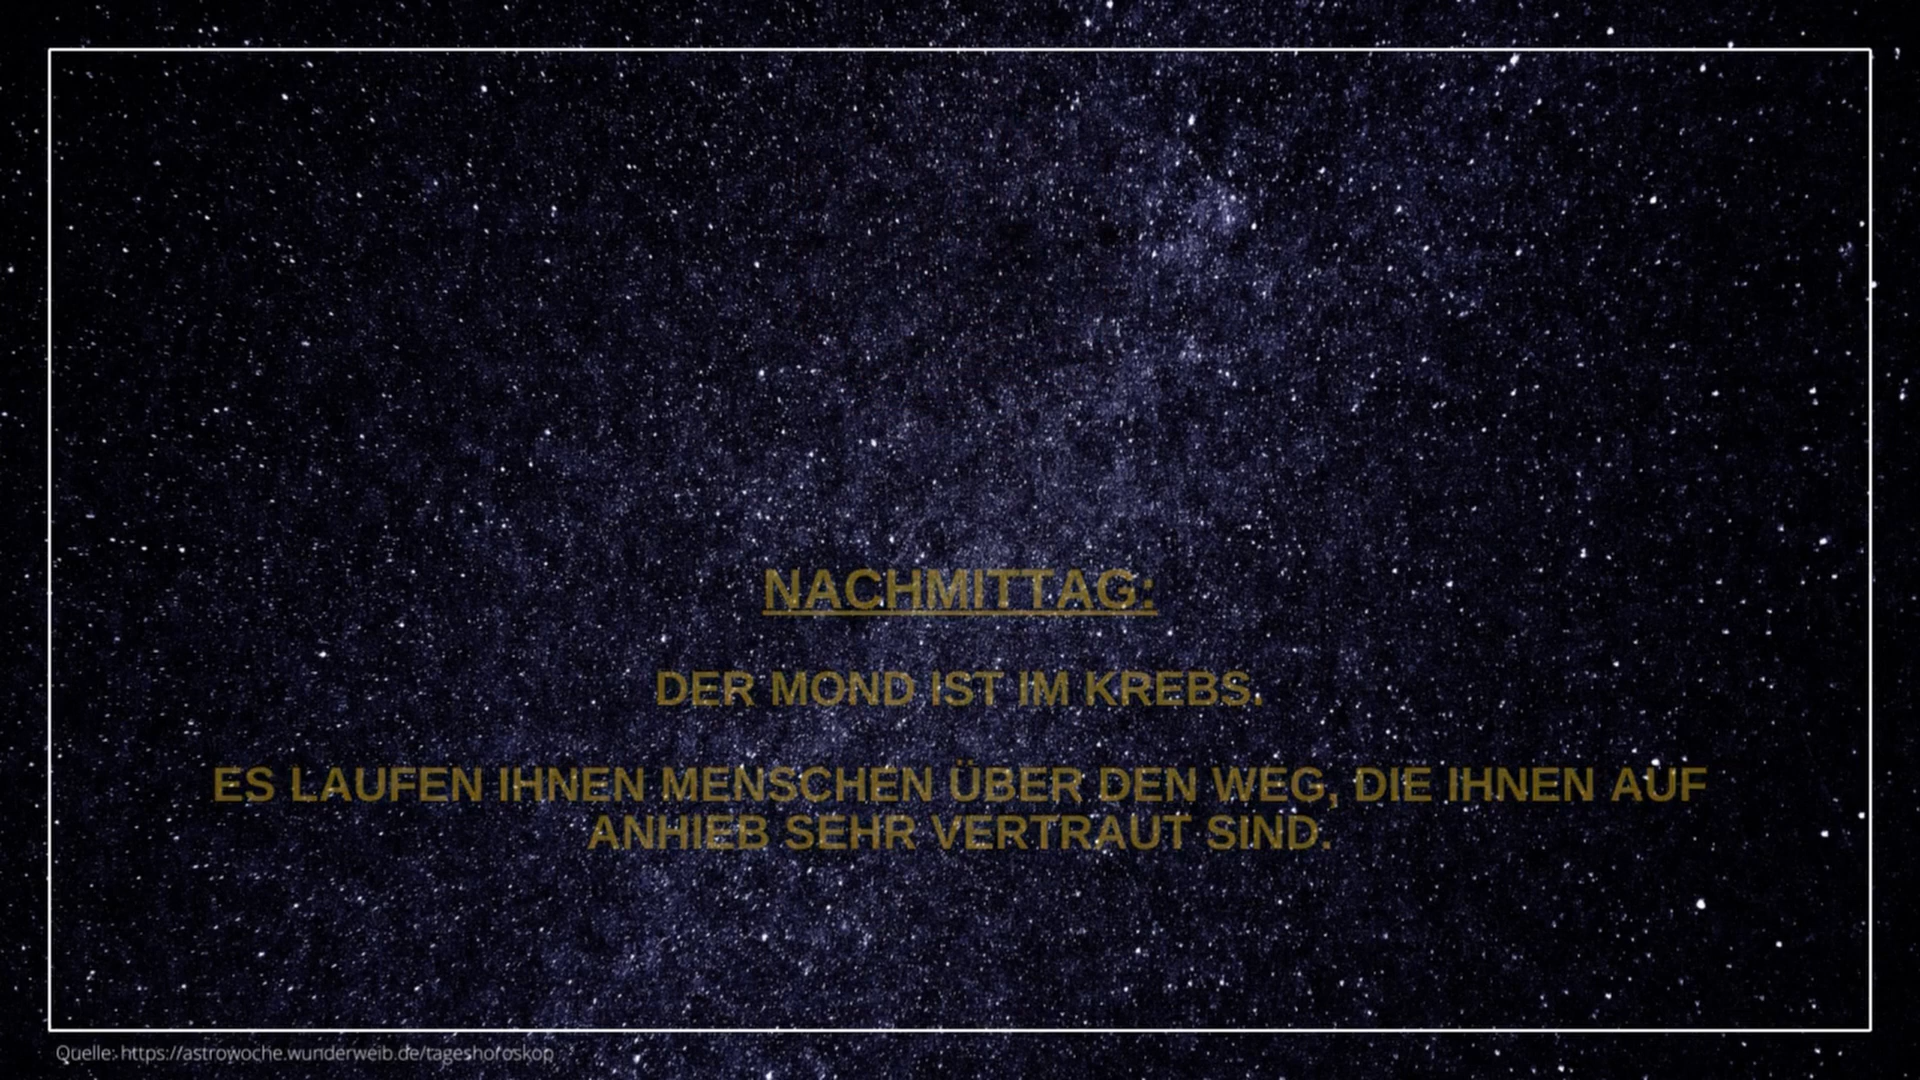 NACHMITTAG:
DER MOND IST IM KREBS.
ES LAUFEN IHNEN MENSCHEN ÜBER DEN WEG, DIE IHNEN AUF
ANHIEB SEHR VERTRAUT SIND.
Quelle: https://astrowoche.wunderweib.de/tageshoroskop